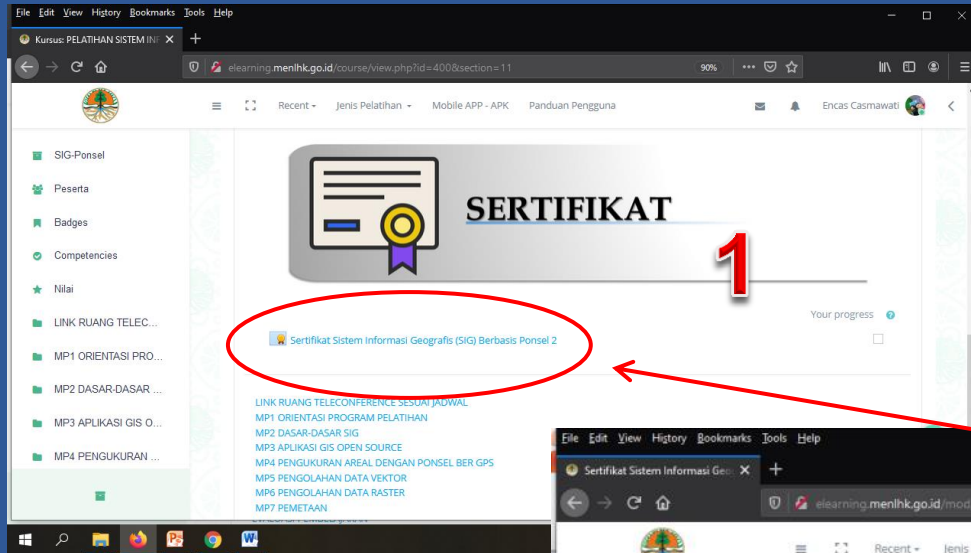 File Edit View History Bookmarks Tools Help
Kursus: PELATIHAN SISTEM INF
elearning.menlhk.go.id/course/view.php?id=400&section=11
90%
Recent
Jenis Pelatihan
Mobile APP - APK
Panduan Pengguna
Encas Casmawati
SIG-Ponsel
Peserta
Badges
Competencies
Nilai
LINK RUANG TELEC...
MP1 ORIENTASI PRO...
MP2 DASAR-DASAR ...
MP3 APLIKASI GIS O...
MP4 PENGUKURAN ...
SERTIFIKAT
1
Your progress
Sertifikat Sistem Informasi Geografis (SIG) Berbasis Ponsel 2
LINK RUANG TELECONFERENCE SESUAI JADWAL
MP1 ORIENTASI PROGRAM PELATIHAN
MP2 DASAR-DASAR SIG
MP3 APLIKASI GIS OPEN SOURCE
MP4 PENGUKURAN AREAL DENGAN PONSEL BER GPS
MP5 PENGOLAHAN DATA VEKTOR
MP6 PENGOLAHAN DATA RASTER
MP7 PEMETAAN
File Edit View History Bookmarks Tools Help
Sertifikat Sistem Informasi Geo
elearning.menlhk.go.id/mod
Recent
Jenis